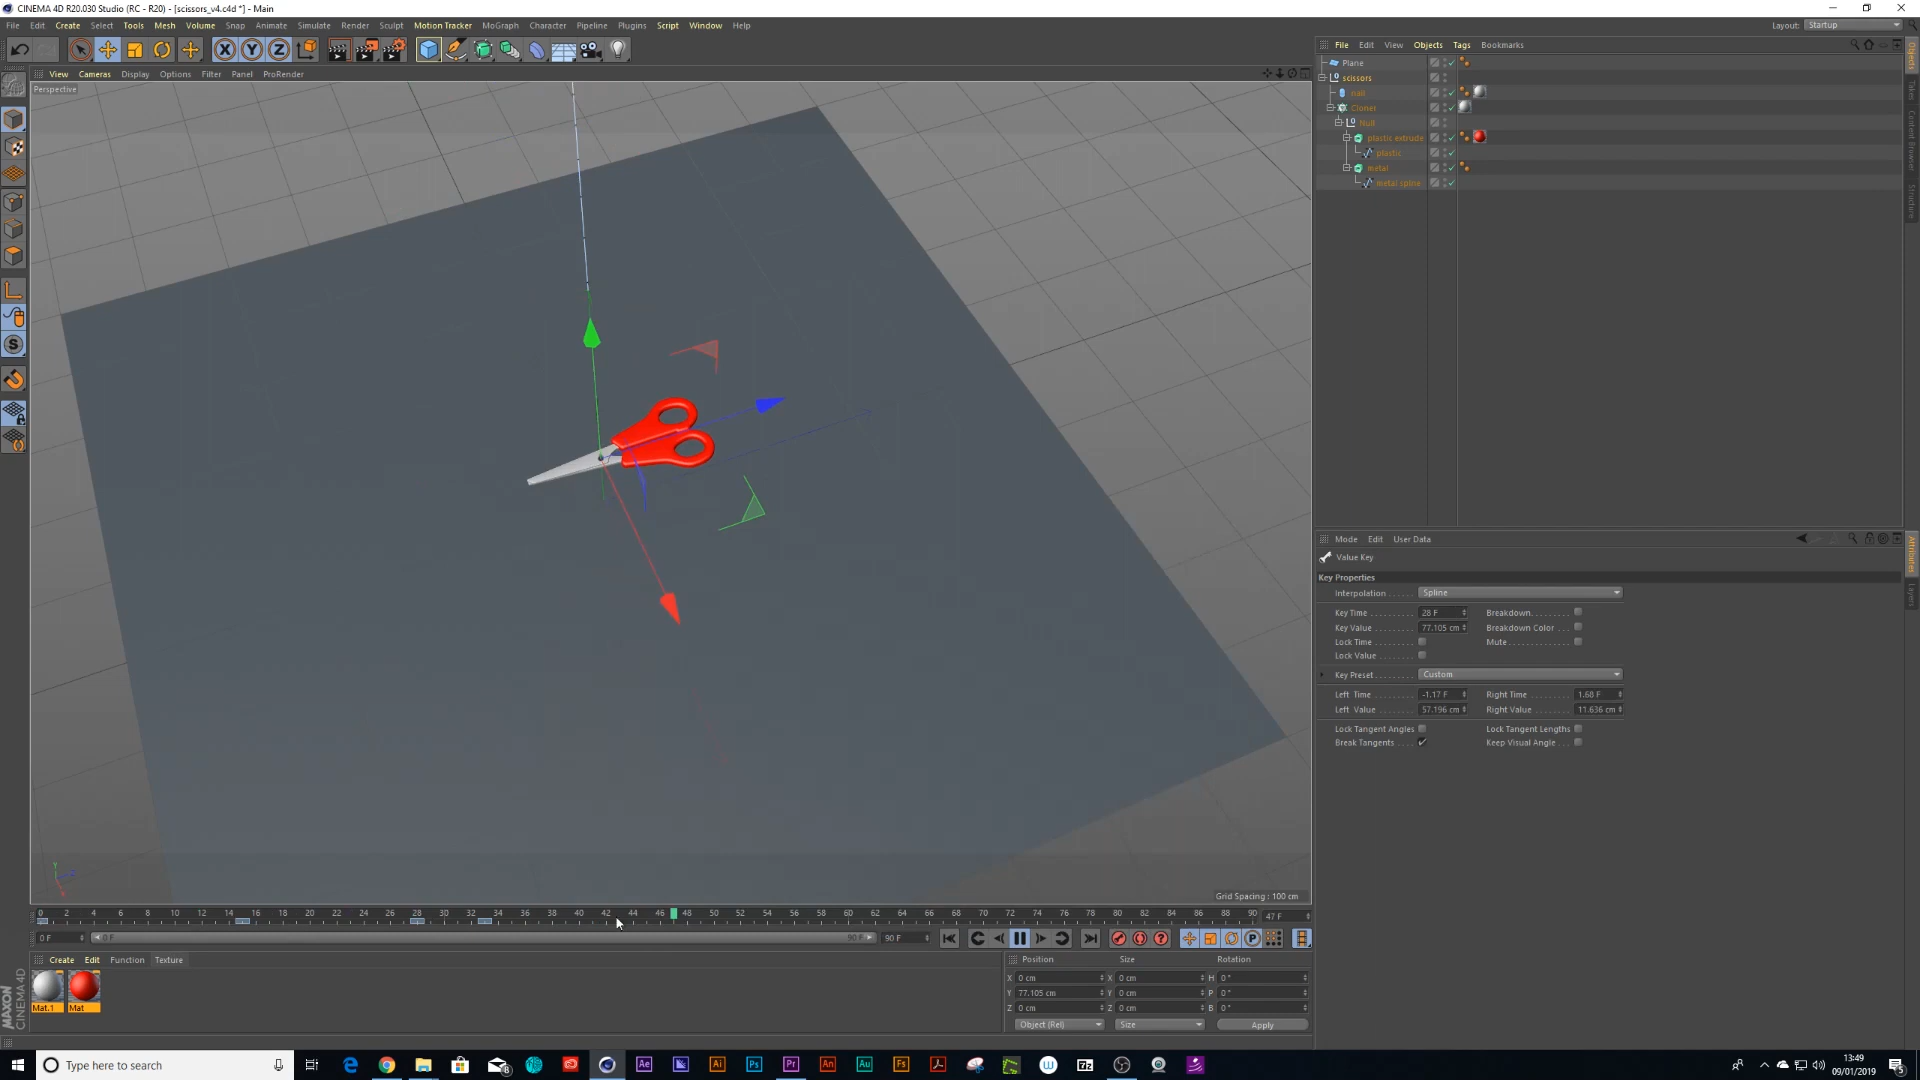 CINEMA 4D R20.030 Studio (RC - R20) - [scissors_v4.c4d *] - Main
File Edit Create Select Tools Mesh Volume Snap Animate Simulate Render Sculpt Motion Tracker MoGraph Character Pipeline Plugins Script Window Help
Layout: Startup
View Cameras Display Options Filter Panel ProRender
Perspective
Grid Spacing : 100 cm
File Edit View Objects Tags Bookmarks
Plane
scissors
nail
Cloner
Null
plastic extrude
plastic
metal
metal spline
Objects
Takes
Content Browser
Structure
Mode Edit User Data
Value Key
Key Properties
Interpolation Spline
Key Time 28 F Breakdown
Key Value 77.105 cm Breakdown Color
Lock Time Mute
Lock Value
Key Preset Custom
Left Time -1.17 F Right Time 1.68 F
Left Value 57.196 cm Right Value 11.636 cm
Lock Tangent Angles Lock Tangent Lengths
Break Tangents Keep Visual Angle
Attributes
Layers
0 2 4 6 8 10 12 14 16 18 20 22 24 26 28 30 32 34 36 38 40 42 44 46 48 50 52 54 56 58 60 62 64 66 68 70 72 74 76 78 80 82 84 86 88 90 47 F
0 F 0 F 90 F 90 F
Create Edit Function Texture
Mat.1 Mat
MAXON CINEMA 4D
Position Size Rotation
X 0 cm X 0 cm H 0 °
Y 77.105 cm Y 0 cm P 0 °
Z 0 cm Z 0 cm B 0 °
Object (Rel) Size Apply
Type here to search
13:49
09/01/2019